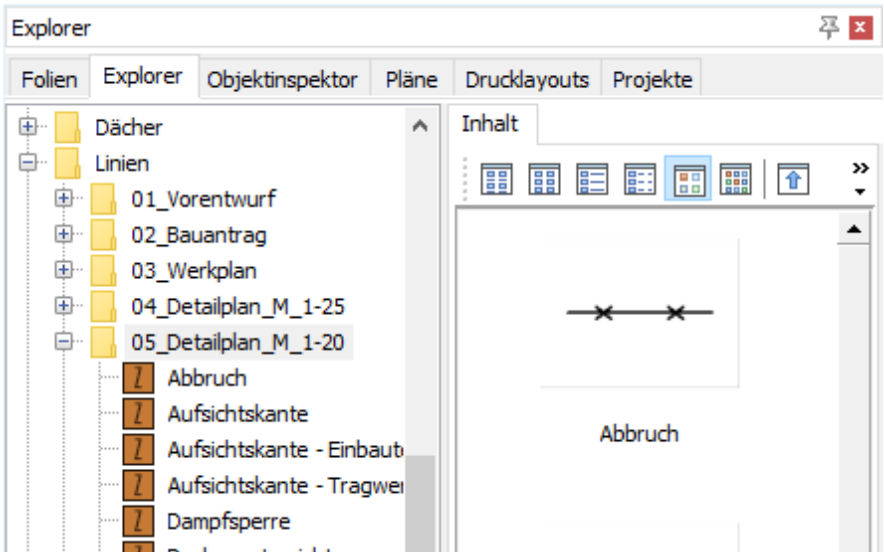 Explorer
Folien Explorer Objektinspektor Pläne Drucklayouts Projekte
Dächer
Linien
01_Vorentwurf
02_Bauantrag
03_Werkplan
04_Detailplan_M_1-25
05_Detailplan_M_1-20
Abbruch
Aufsichtskante
Aufsichtskante - Einbaut
Aufsichtskante - Tragwer
Dampfsperre
Inhalt
Abbruch